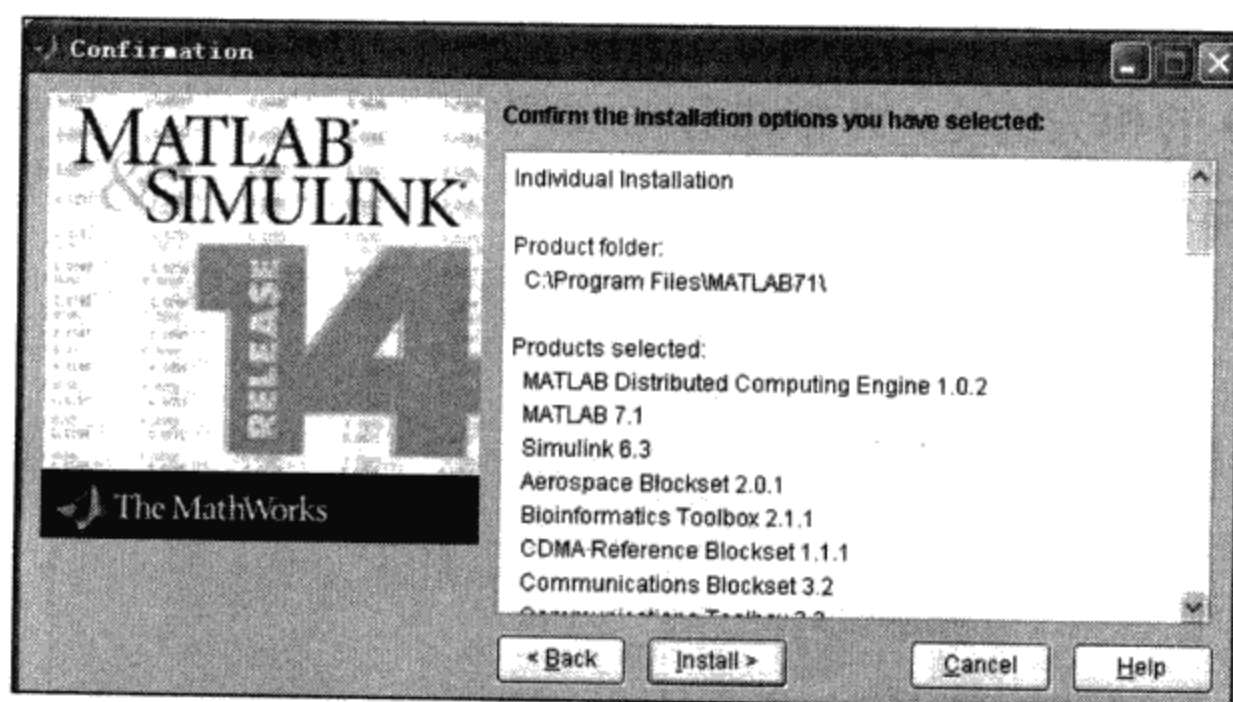 Confirmation
MATLAB
& SIMULINK
RELEASE
14
The MathWorks
Confirm the installation options you have selected:
Individual Installation
Product folder:
C:\Program Files\MATLAB71\
Products selected:
MATLAB Distributed Computing Engine 1.0.2
MATLAB 7.1
Simulink 6.3
Aerospace Blockset 2.0.1
Bioinformatics Toolbox 2.1.1
CDMA Reference Blockset 1.1.1
Communications Blockset 3.2
< Back
Install >
Cancel
Help